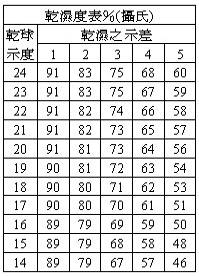 乾濕度表%(攝氏)
乾球示度 乾濕之示差
1 2 3 4 5
24 91 83 75 68 60
23 91 83 75 67 59
22 91 82 74 66 58
21 91 82 73 65 57
20 91 81 73 64 56
19 90 81 72 63 54
18 90 80 71 62 53
17 90 80 70 61 51
16 89 79 69 59 50
15 89 79 68 58 48
14 89 79 67 57 46